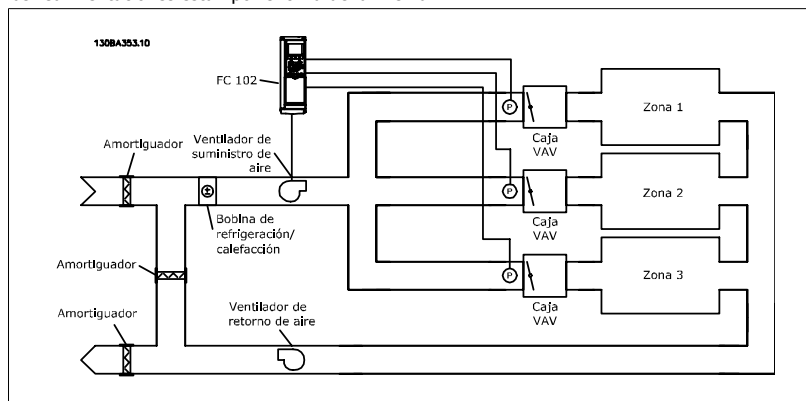 130BA353.10
FC 102
Amortiguador
Ventilador de
suministro de
aire
Bobina de
refrigeración/
calefacción
Amortiguador
Amortiguador
Ventilador de
retorno de aire
P
Caja
VAV
Zona 1
P
Caja
VAV
Zona 2
P
Caja
VAV
Zona 3